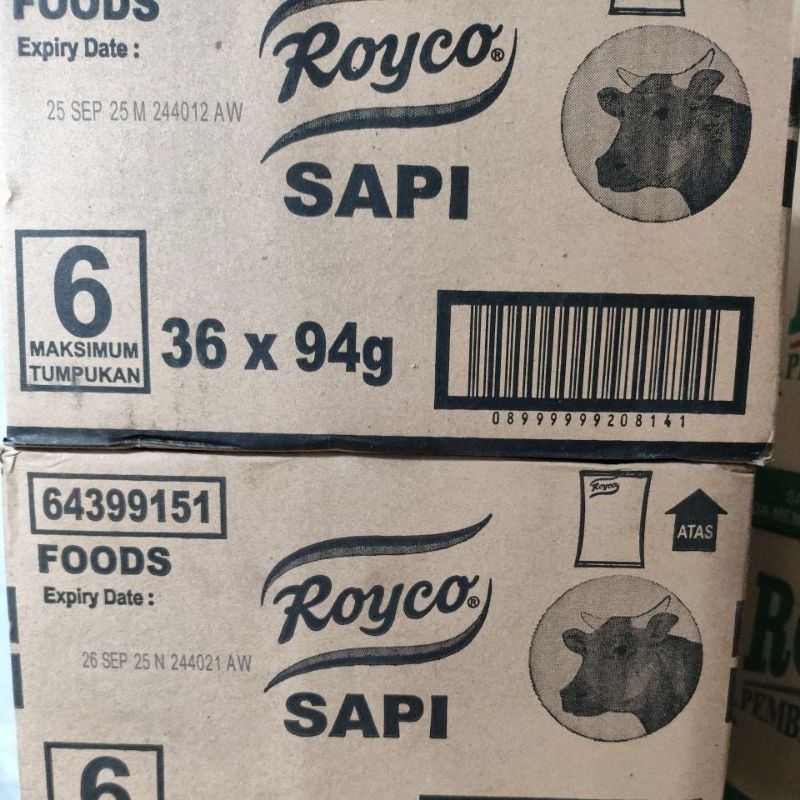 FOODS
Expiry Date :
25 SEP 25 M 244012 AW
Royco®
SAPI
6
MAKSIMUM
TUMPUKAN
36 x 94g
08999999208141
64399151
FOODS
Expiry Date :
26 SEP 25 N 244021 AW
Royco
ATAS
Royco®
SAPI
6